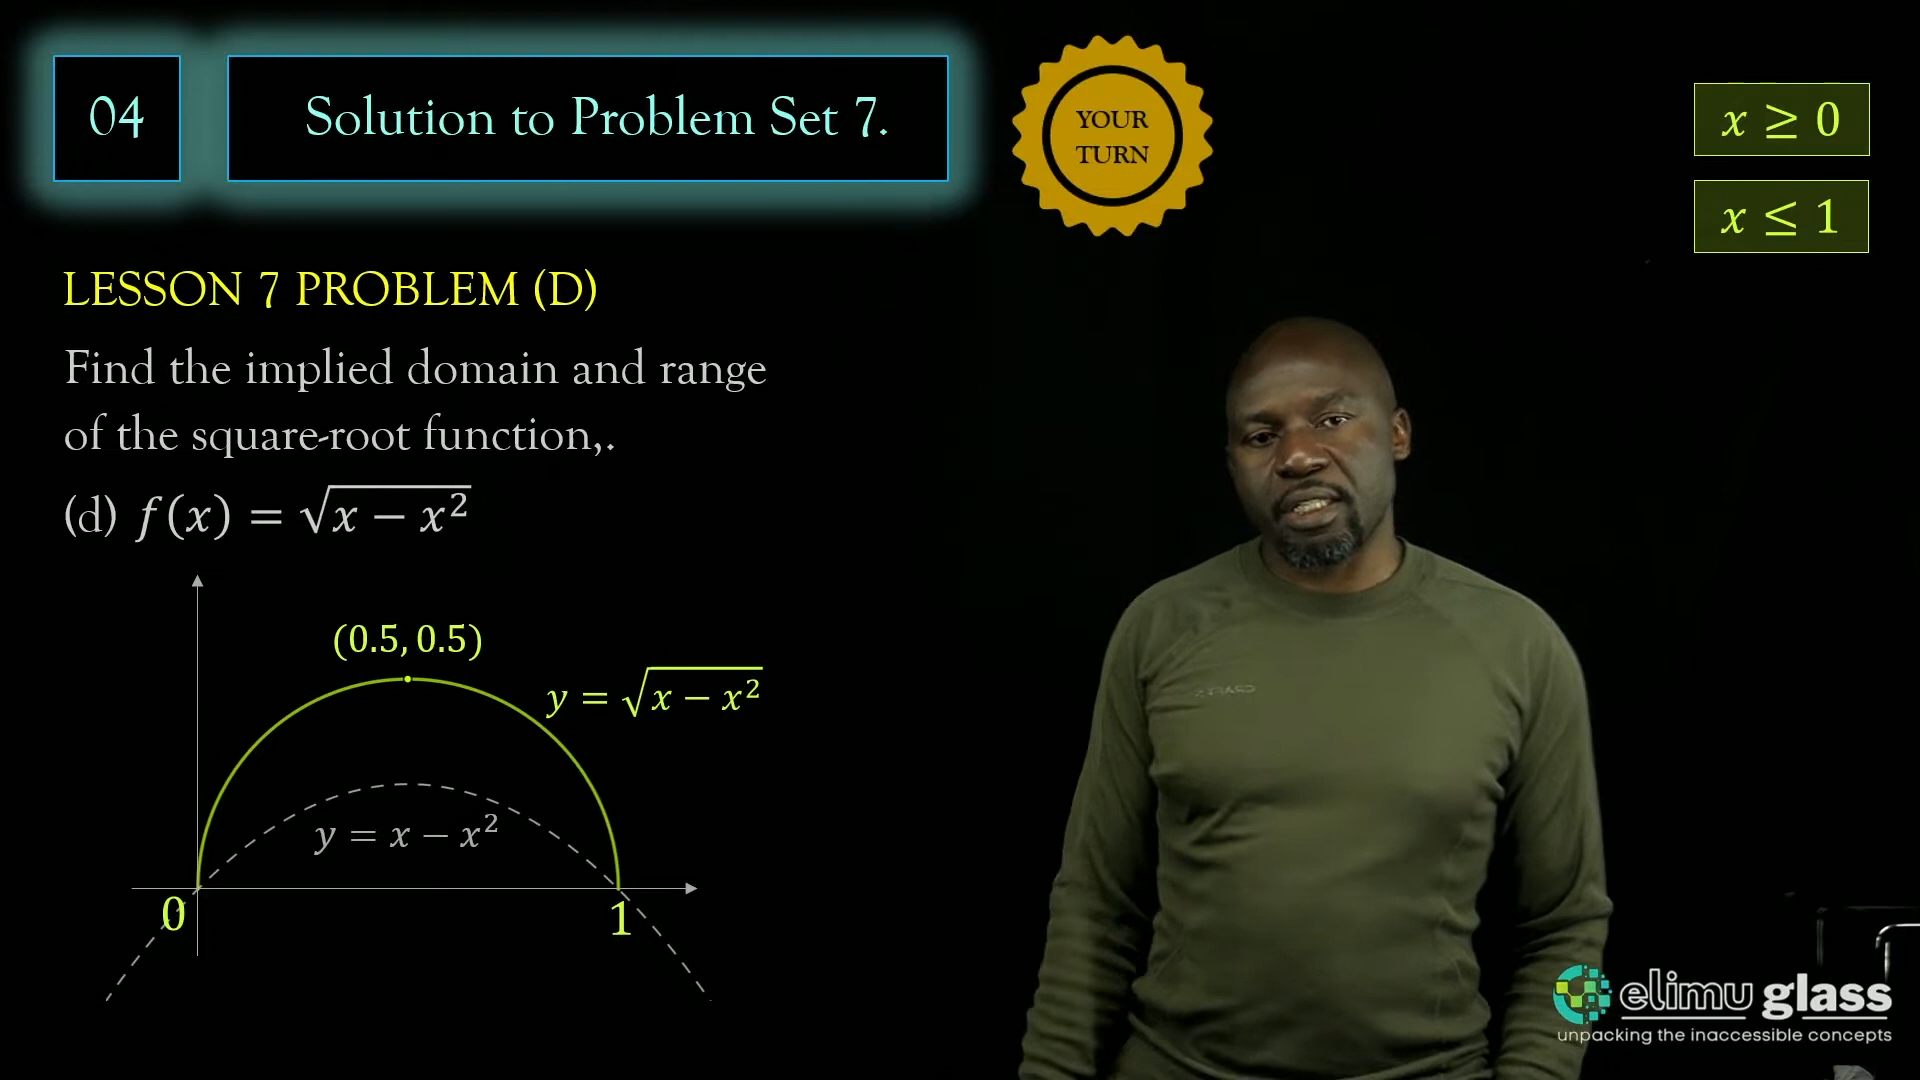 04
Solution to Problem Set 7.
YOUR
TURN
x ≥ 0
x ≤ 1
LESSON 7 PROBLEM (D)
Find the implied domain and range
of the square-root function,.
(d) f(x) = √(x − x²)
(0.5, 0.5)
y = √(x − x²)
y = x − x²
0
1
elimu glass
unpacking the inaccessible concepts